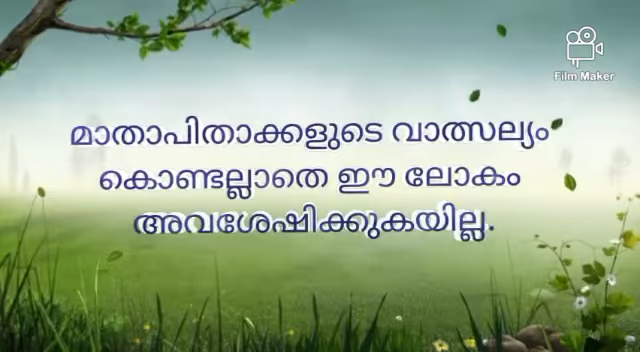 Film Maker
മാതാപിതാക്കളുടെ വാത്സല്യം
കൊണ്ടല്ലാതെ ഈ ലോകം
അവശേഷിക്കുകയില്ല.